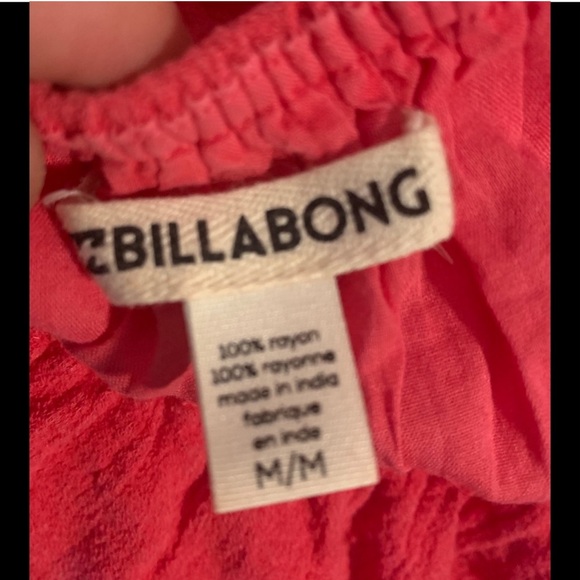 BILLABONG
100% rayon
100% rayonne
made in india
fabrique
en inde
M/M